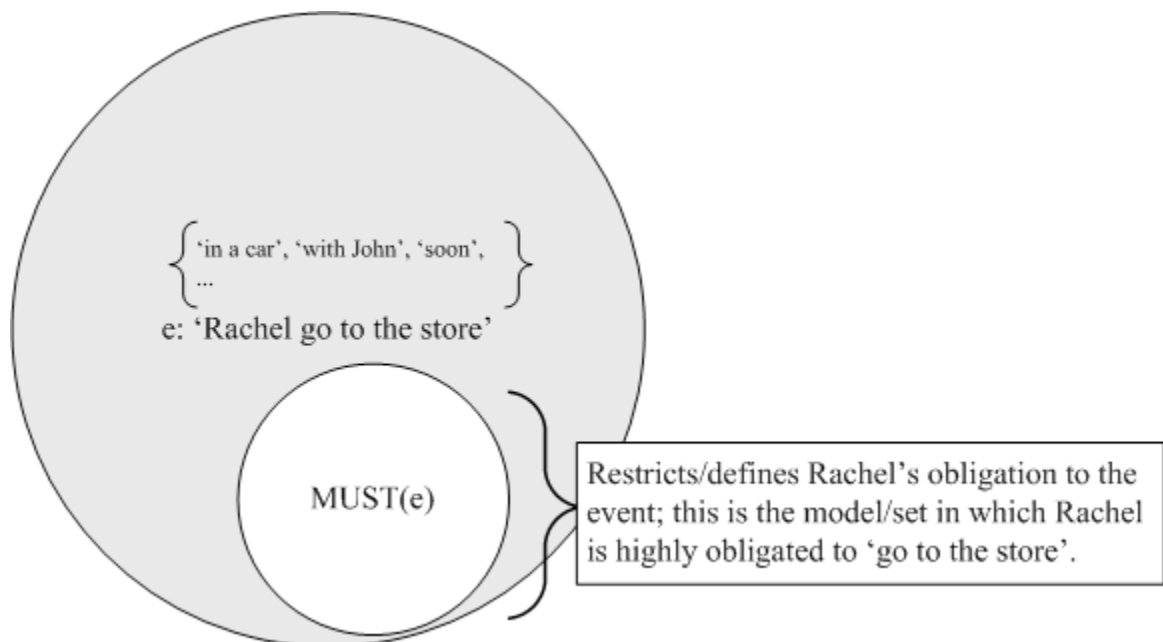 ‘in a car’, ‘with John’, ‘soon’,
...
e: ‘Rachel go to the store’
MUST(e)
Restricts/defines Rachel’s obligation to the
event; this is the model/set in which Rachel
is highly obligated to ‘go to the store’.